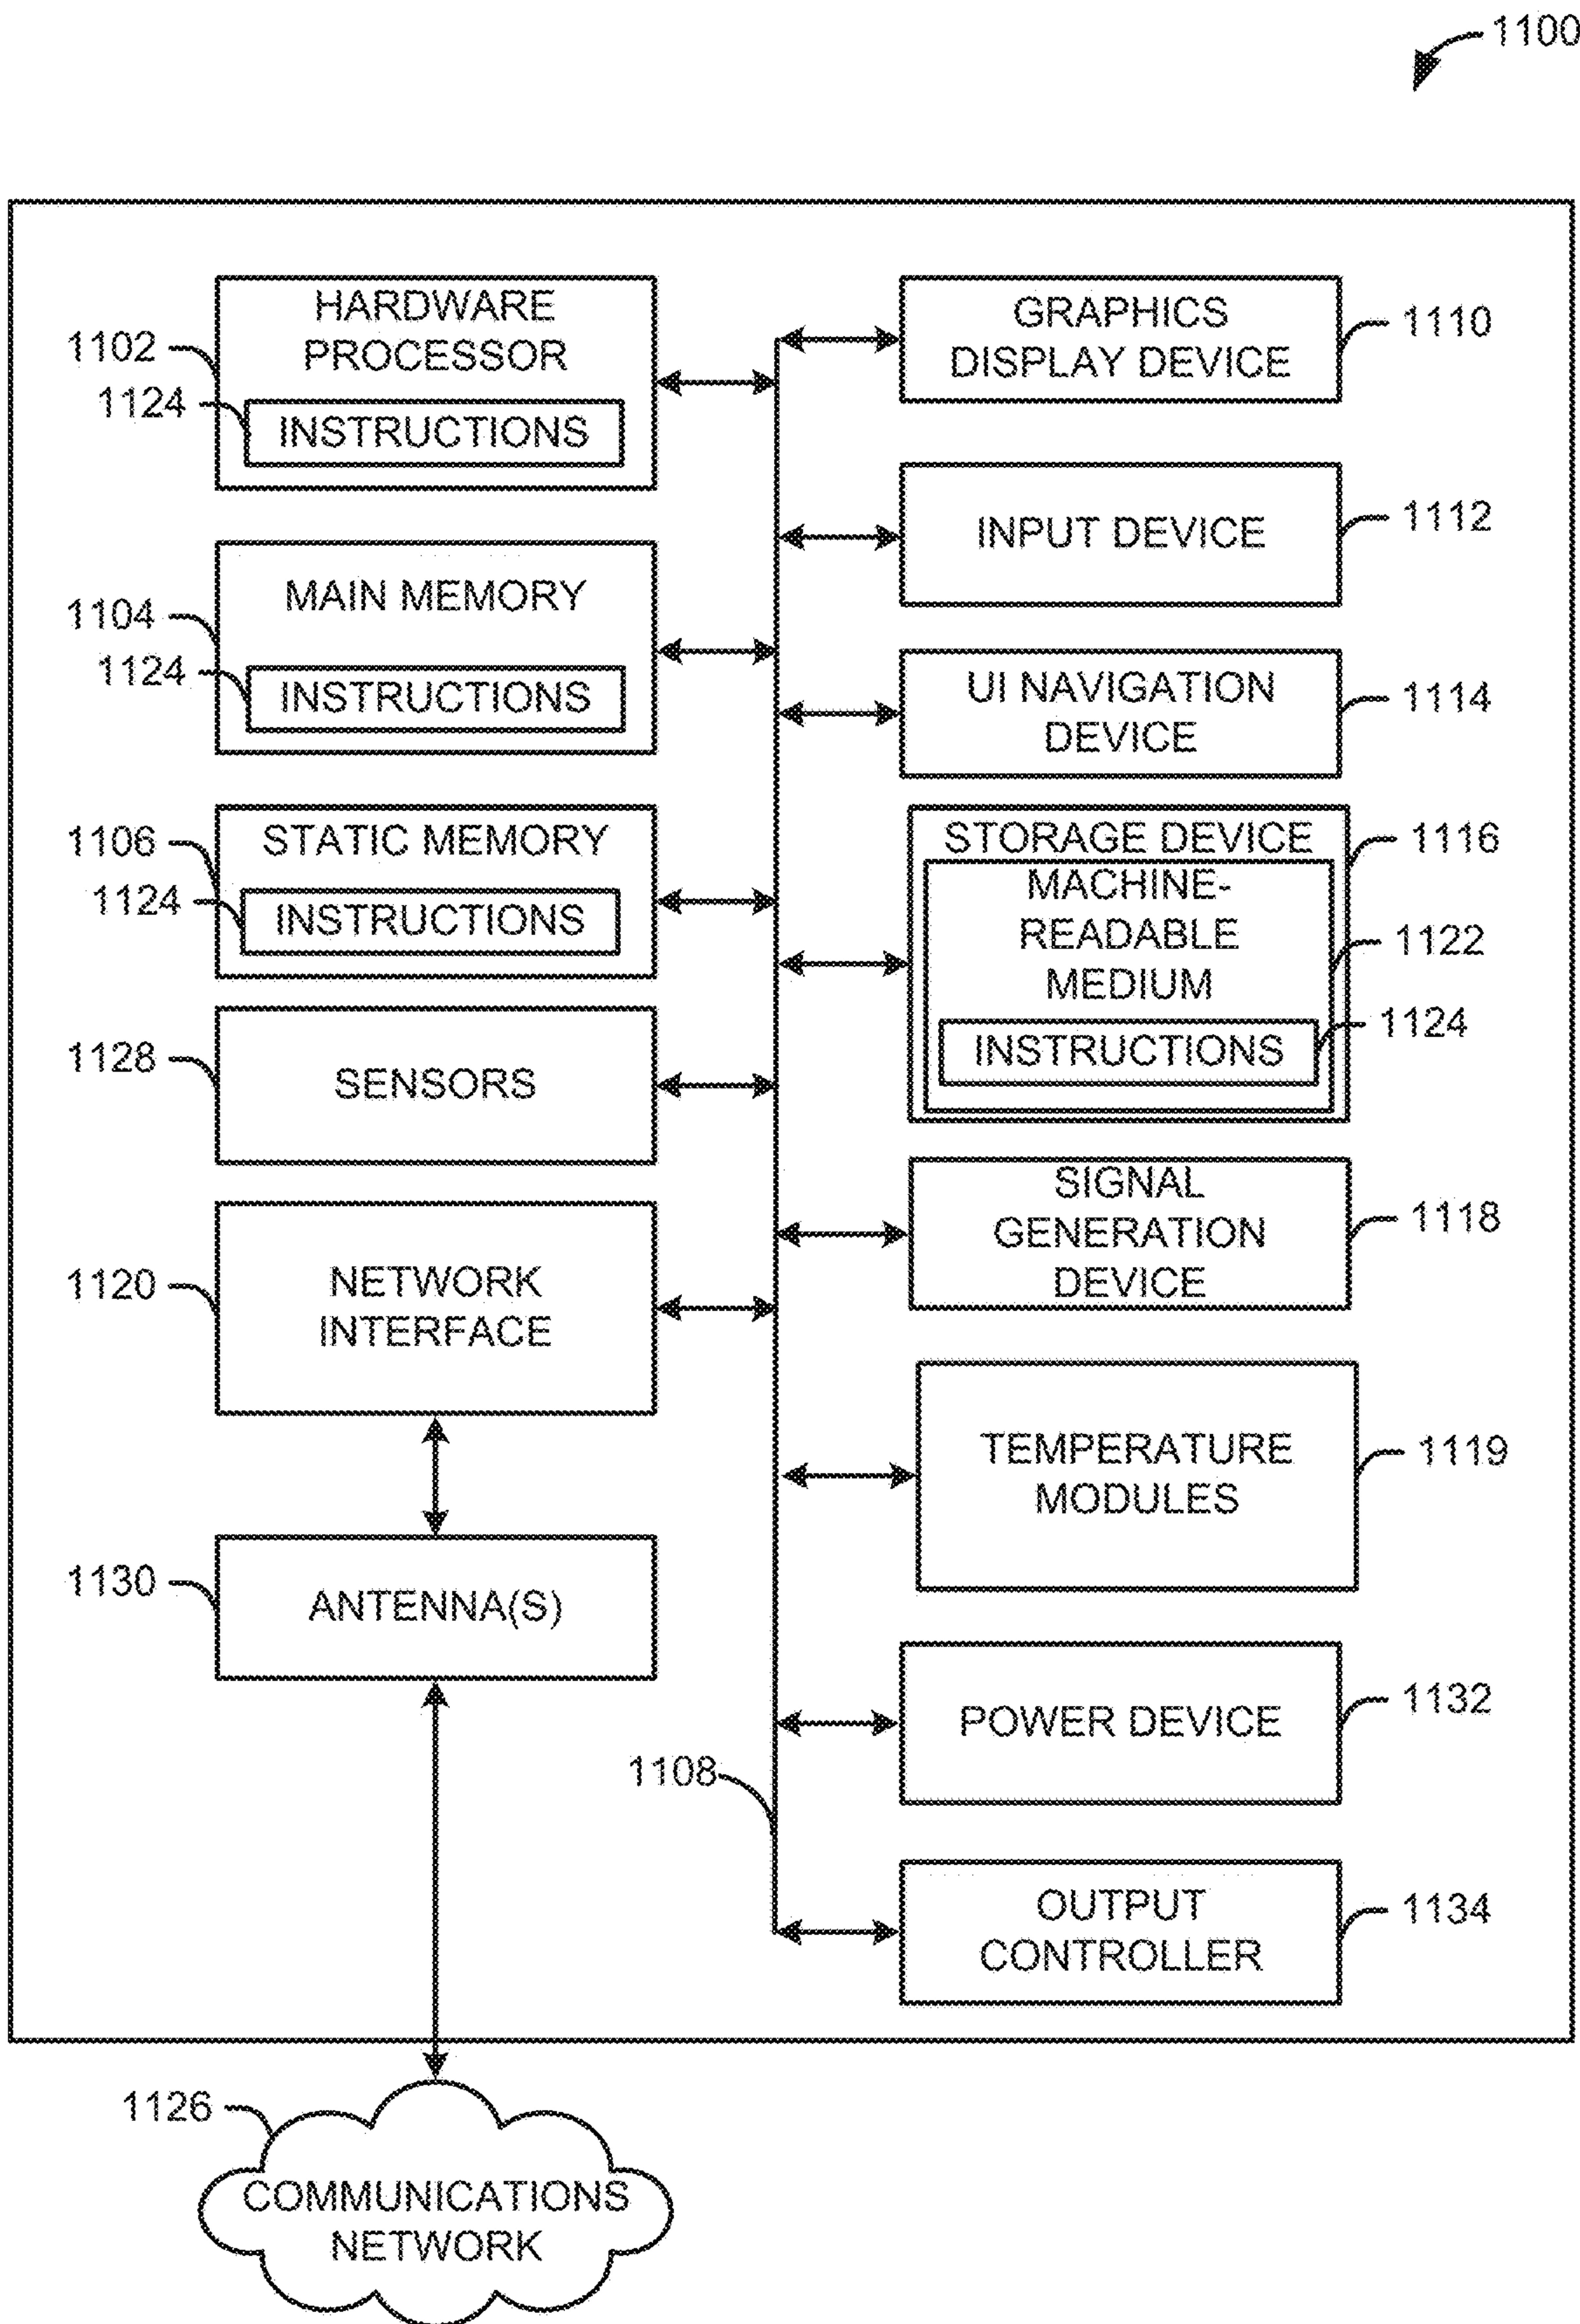 1100
HARDWARE
PROCESSOR
1102
1124
INSTRUCTIONS
MAIN MEMORY
1104
1124
INSTRUCTIONS
STATIC MEMORY
1106
1124
INSTRUCTIONS
1128
SENSORS
1120
NETWORK
INTERFACE
1130
ANTENNA(S)
1108
GRAPHICS
DISPLAY DEVICE
1110
INPUT DEVICE
1112
UI NAVIGATION
DEVICE
1114
STORAGE DEVICE
1116
MACHINE-
READABLE
MEDIUM
1122
INSTRUCTIONS
1124
SIGNAL
GENERATION
DEVICE
1118
TEMPERATURE
MODULES
1119
POWER DEVICE
1132
OUTPUT
CONTROLLER
1134
1126
COMMUNICATIONS
NETWORK